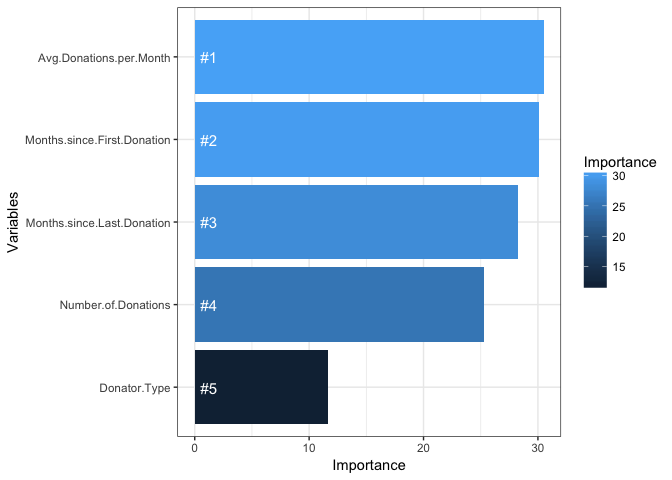 Variables
Avg.Donations.per.Month
#1
Months.since.First.Donation
#2
Months.since.Last.Donation
#3
Number.of.Donations
#4
Donator.Type
#5
0
10
20
30
Importance
Importance
30
25
20
15